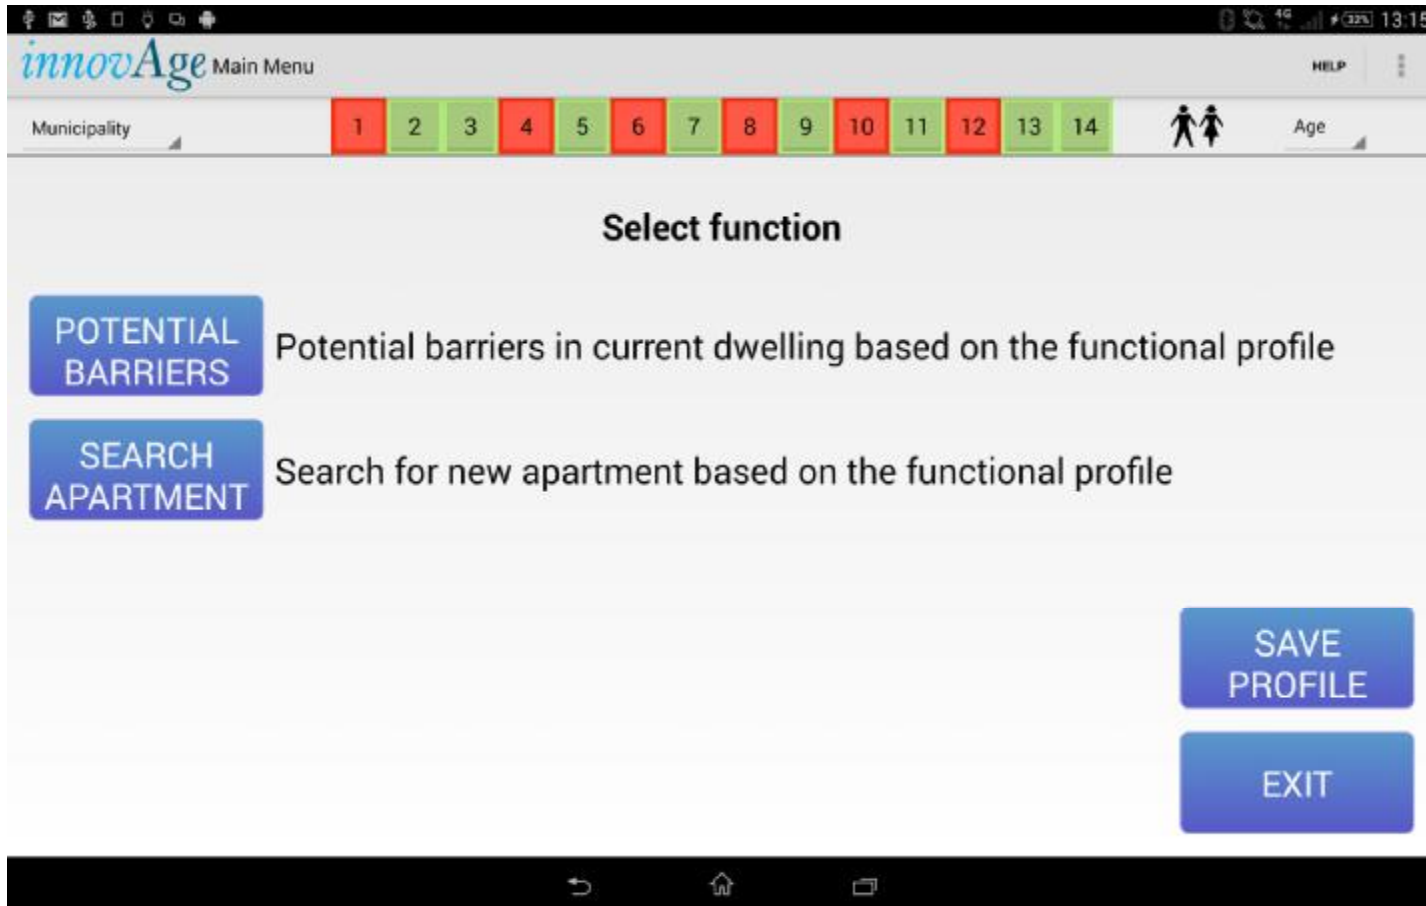 4G 33% 13:15
innovAge Main Menu HELP
Municipality 1 2 3 4 5 6 7 8 9 10 11 12 13 14 Age
Select function
POTENTIAL
BARRIERS
Potential barriers in current dwelling based on the functional profile
SEARCH
APARTMENT
Search for new apartment based on the functional profile
SAVE
PROFILE
EXIT